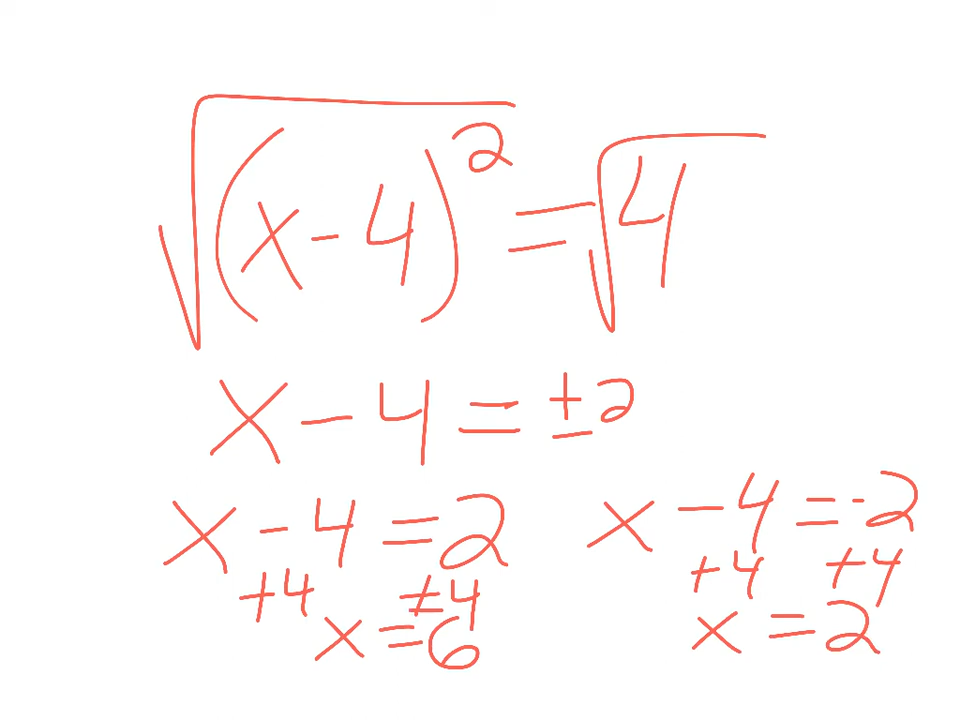 √(x-4)² = √4
x - 4 = ±2
x - 4 = 2 x - 4 = -2
+4 ±4 +4 +4
x = 6 x = 2